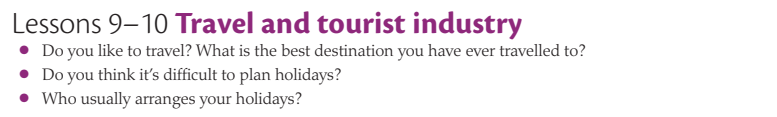 Lessons 9–10 Travel and tourist industry
• Do you like to travel? What is the best destination you have ever travelled to?
• Do you think it's difficult to plan holidays?
• Who usually arranges your holidays?